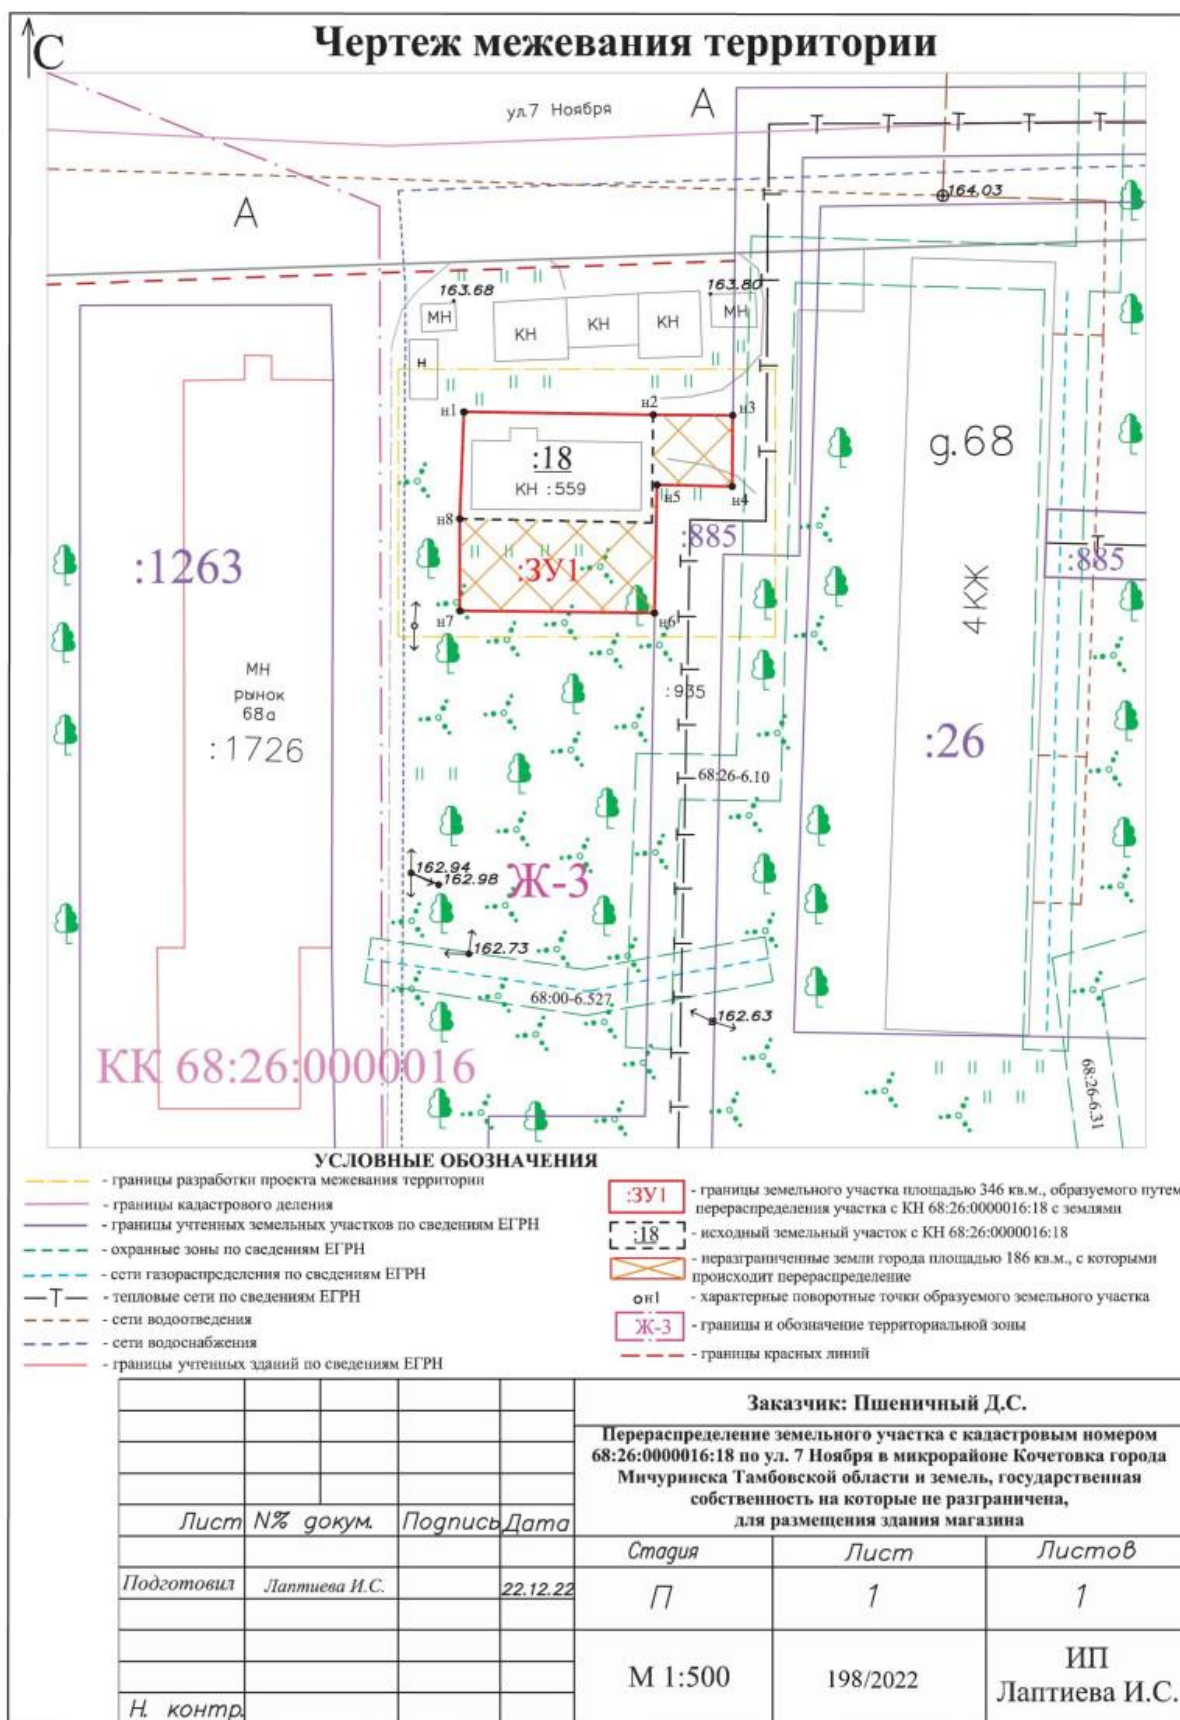 С
Чертеж межевания территории
ул.7 Ноября
А
164.03
А
163.68
163.80
МН
КН
КН
КН
МН
Н
н1
н2
н3
:18
КН :559
д.68
н5
н4
н8
:885
:ЗУ1
:885
:1263
4КЖ
н7
н6
МН
рынок
68а
:1726
:935
:26
68:26-6.10
162.94
162.98
Ж-3
162.73
68:00-6.527
162.63
КК 68:26:0000016
68:26-6.31
УСЛОВНЫЕ ОБОЗНАЧЕНИЯ
- границы разработки проекта межевания территории
- границы кадастрового деления
- границы учтенных земельных участков по сведениям ЕГРН
- охранные зоны по сведениям ЕГРН
- сети газораспределения по сведениям ЕГРН
Т - тепловые сети по сведениям ЕГРН
- сети водоотведения
- сети водоснабжения
- границы учтенных зданий по сведениям ЕГРН
:ЗУ1 - границы земельного участка площадью 346 кв.м., образуемого путем
перераспределения участка с КН 68:26:0000016:18 с землями
:18 - исходный земельный участок с КН 68:26:0000016:18
- неразграниченные земли города площадью 186 кв.м., с которыми
происходит перераспределение
н1 - характерные поворотные точки образуемого земельного участка
Ж-3 - границы и обозначение территориальной зоны
- границы красных линий
Заказчик: Пшеничный Д.С.
Перераспределение земельного участка с кадастровым номером
68:26:0000016:18 по ул. 7 Ноября в микрорайоне Кочетовка города
Мичуринска Тамбовской области и земель, государственная
собственность на которые не разграничена,
для размещения здания магазина
Лист N% докум. Подпись Дата
Стадия Лист Листов
Подготовил Лаптиева И.С. 22.12.22
П 1 1
М 1:500 198/2022 ИП
Лаптиева И.С.
Н. контр.